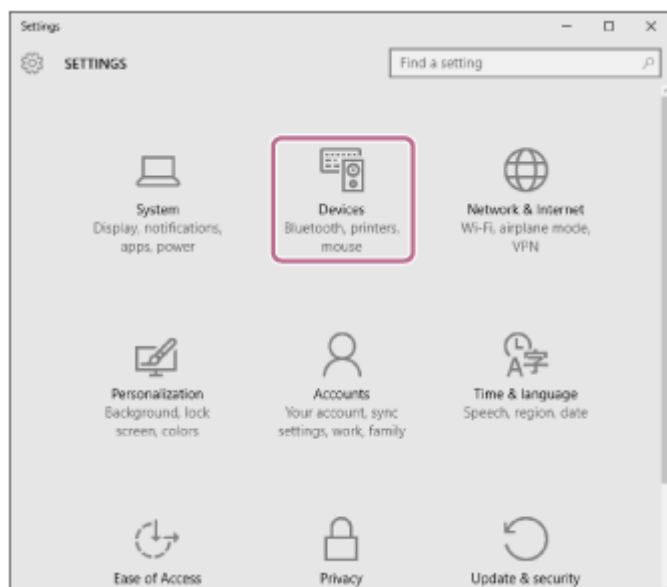 Settings
SETTINGS
Find a setting
System
Display, notifications,
apps, power
Devices
Bluetooth, printers,
mouse
Network & Internet
Wi-Fi, airplane mode,
VPN
Personalization
Background, lock
screen, colors
Accounts
Your account, sync
settings, work, family
A字
Time & language
Speech, region, date
Ease of Access
Privacy
Update & security